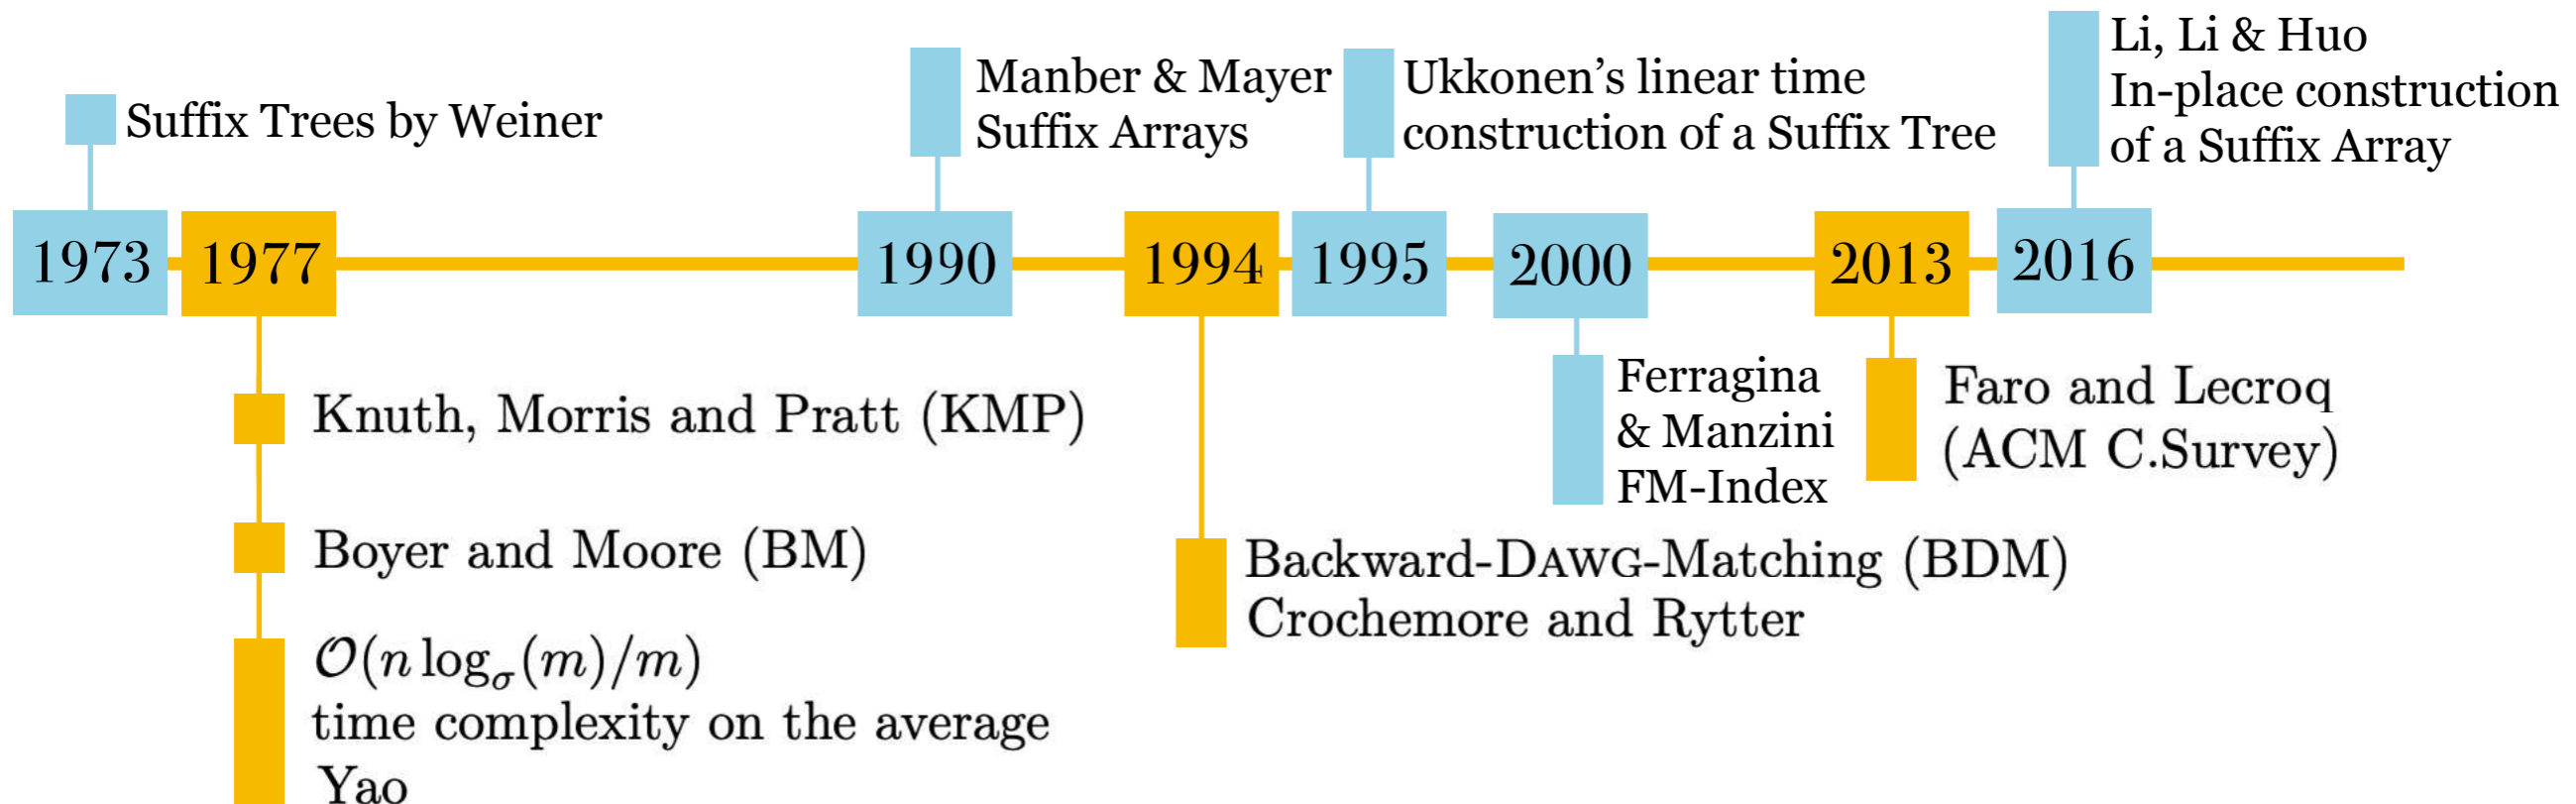 Suffix Trees by Weiner
Manber & Mayer
Suffix Arrays
Ukkonen’s linear time
construction of a Suffix Tree
Li, Li & Huo
In-place construction
of a Suffix Array
1973
1977
1990
1994
1995
2000
2013
2016
Knuth, Morris and Pratt (KMP)
Boyer and Moore (BM)
𝒪(n log_σ(m)/m)
time complexity on the average
Yao
Backward-DAWG-Matching (BDM)
Crochemore and Rytter
Ferragina
& Manzini
FM-Index
Faro and Lecroq
(ACM C.Survey)